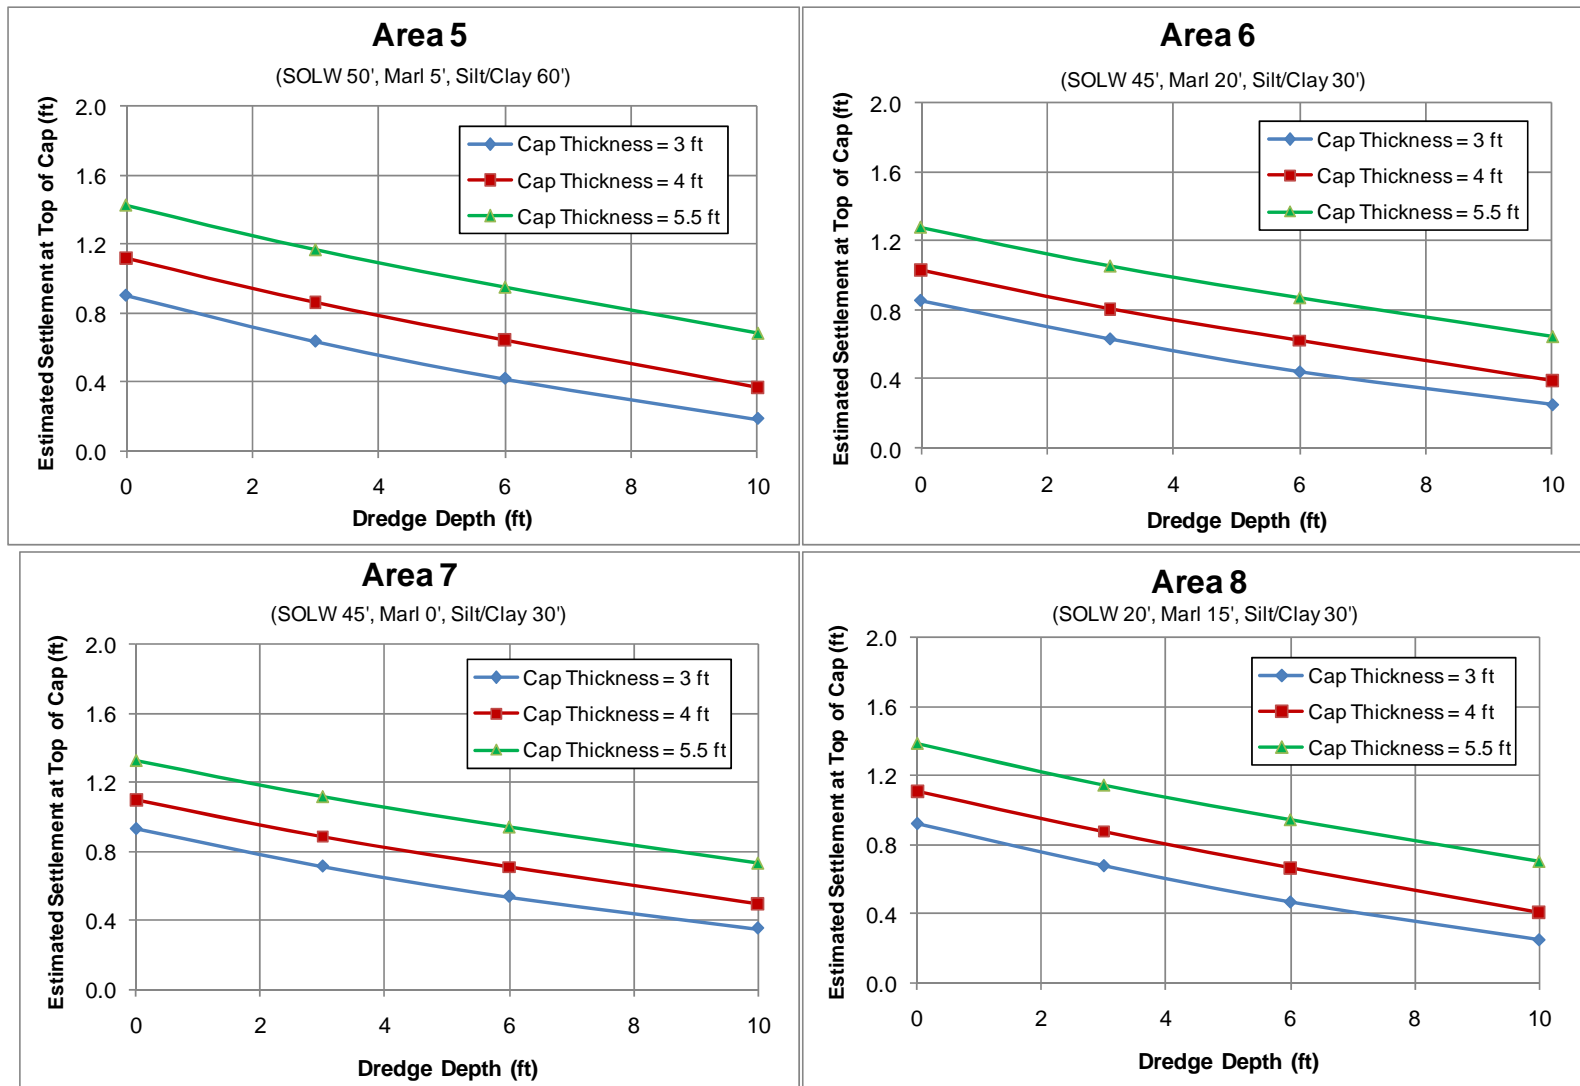 Area 5
(SOLW 50', Marl 5', Silt/Clay 60')
Estimated Settlement at Top of Cap (ft)
2.0
1.6
1.2
0.8
0.4
0.0
Cap Thickness = 3 ft
Cap Thickness = 4 ft
Cap Thickness = 5.5 ft
0 2 4 6 8 10
Dredge Depth (ft)
Area 6
(SOLW 45', Marl 20', Silt/Clay 30')
Estimated Settlement at Top of Cap (ft)
2.0
1.6
1.2
0.8
0.4
0.0
Cap Thickness = 3 ft
Cap Thickness = 4 ft
Cap Thickness = 5.5 ft
0 2 4 6 8 10
Dredge Depth (ft)
Area 7
(SOLW 45', Marl 0', Silt/Clay 30')
Estimated Settlement at Top of Cap (ft)
2.0
1.6
1.2
0.8
0.4
0.0
Cap Thickness = 3 ft
Cap Thickness = 4 ft
Cap Thickness = 5.5 ft
0 2 4 6 8 10
Dredge Depth (ft)
Area 8
(SOLW 20', Marl 15', Silt/Clay 30')
Estimated Settlement at Top of Cap (ft)
2.0
1.6
1.2
0.8
0.4
0.0
Cap Thickness = 3 ft
Cap Thickness = 4 ft
Cap Thickness = 5.5 ft
0 2 4 6 8 10
Dredge Depth (ft)